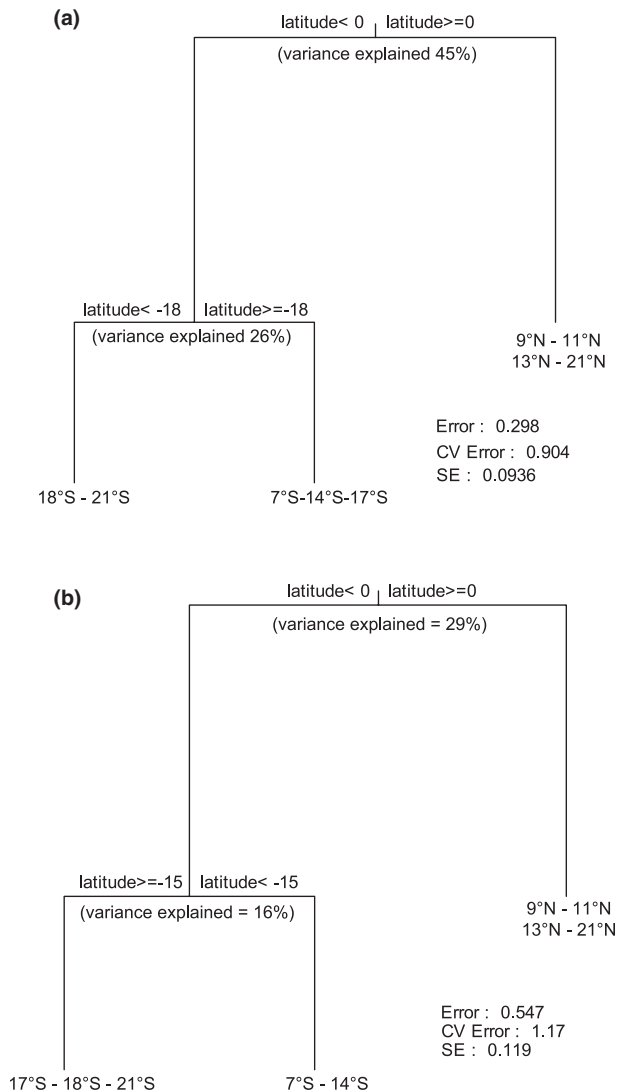 (a)
latitude< 0 latitude>=0
(variance explained 45%)
latitude< -18 latitude>=-18
(variance explained 26%)
9°N - 11°N
13°N - 21°N
Error : 0.298
CV Error : 0.904
SE : 0.0936
18°S - 21°S
7°S-14°S-17°S
(b)
latitude< 0 latitude>=0
(variance explained = 29%)
latitude>=-15 latitude< -15
(variance explained = 16%)
9°N - 11°N
13°N - 21°N
Error : 0.547
CV Error : 1.17
SE : 0.119
17°S - 18°S - 21°S
7°S - 14°S